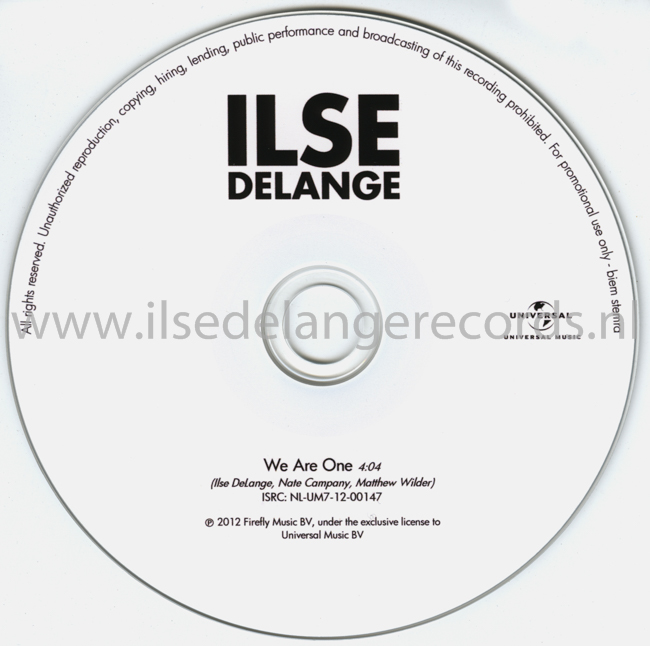 All rights reserved. Unauthorized reproduction, copying, hiring, lending, public performance and broadcasting of this recording prohibited. For promotional use only - biem stemra
ILSE
DELANGE
www.ilsedelangerecords.nl
UNIVERSAL
UNIVERSAL MUSIC
We Are One 4:04
(Ilse DeLange, Nate Campany, Matthew Wilder)
ISRC: NL-UM7-12-00147
℗ 2012 Firefly Music BV, under the exclusive license to
Universal Music BV